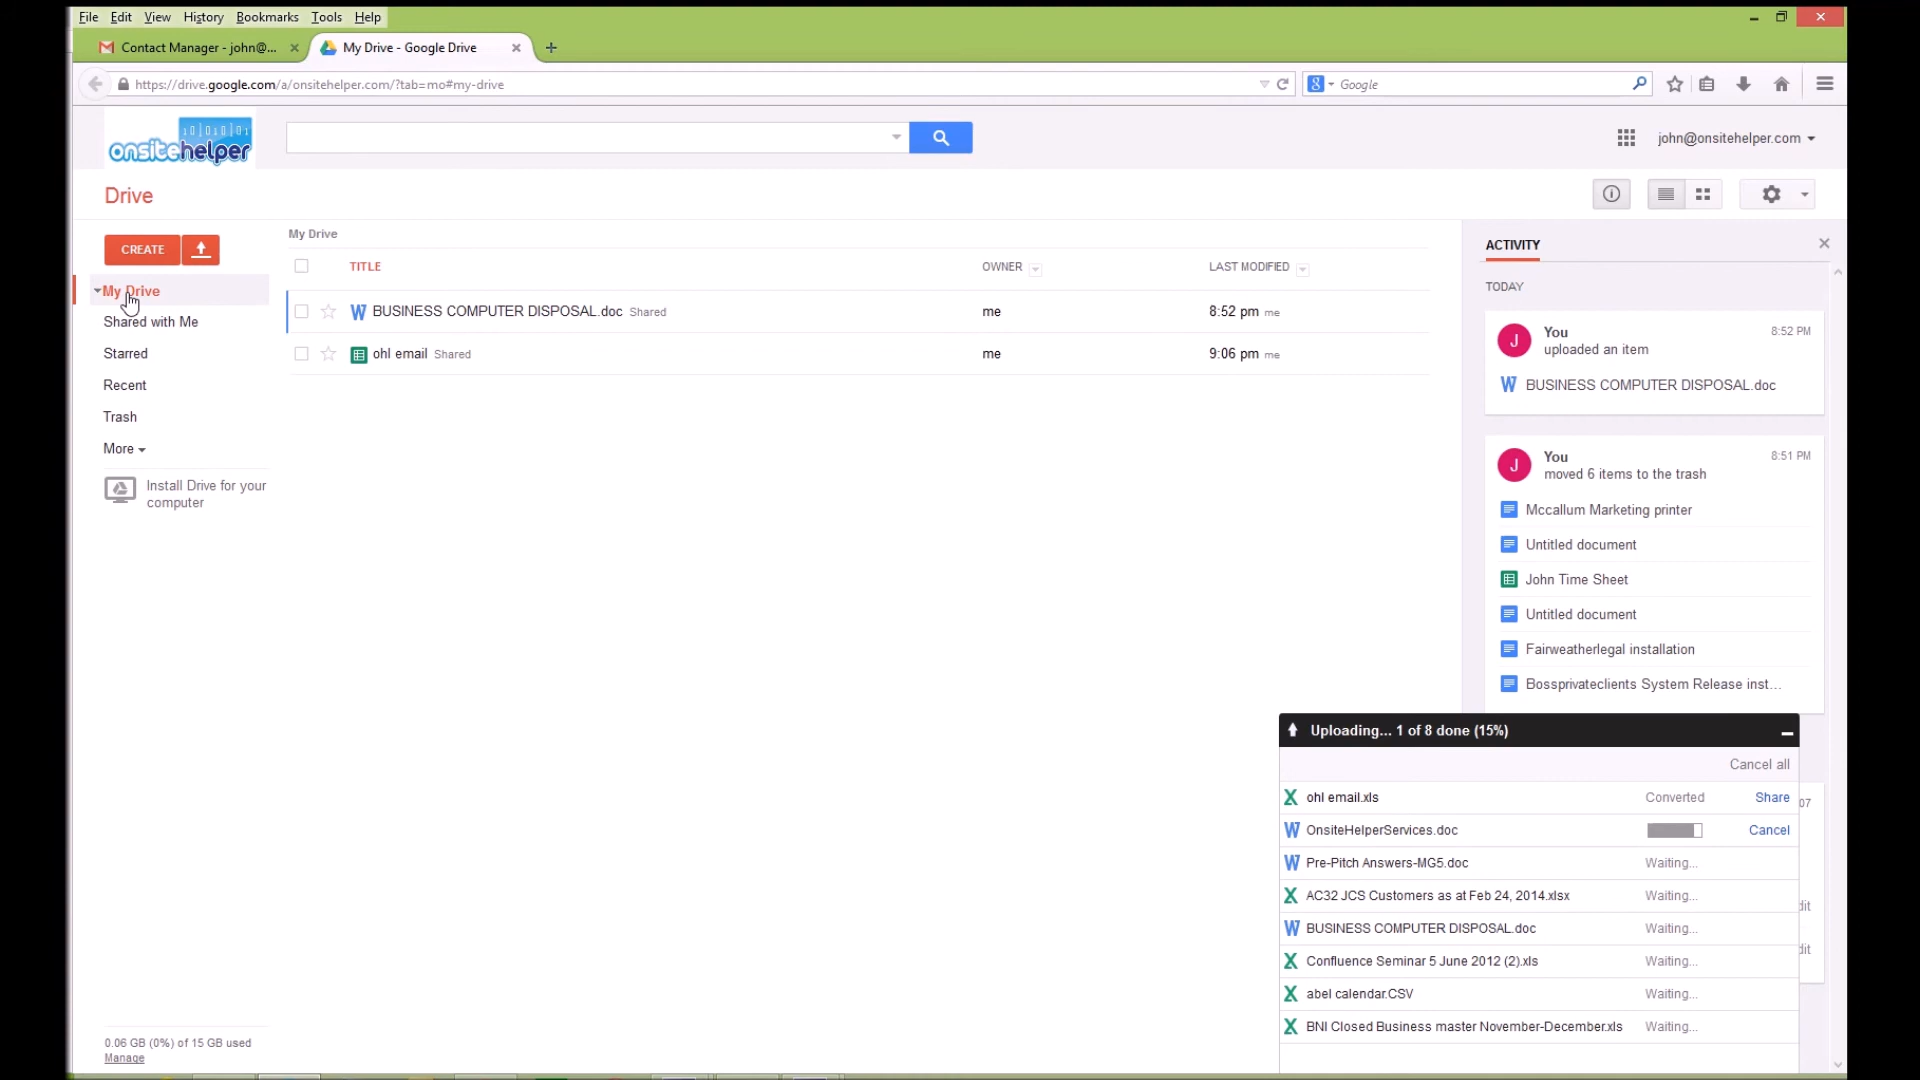 File Edit View History Bookmarks Tools Help
Contact Manager - john@...
My Drive - Google Drive
https://drive.google.com/a/onsitehelper.com/?tab=mo#my-drive
Google
onsitehelper
john@onsitehelper.com
Drive
CREATE
My Drive
Shared with Me
Starred
Recent
Trash
More
Install Drive for your
computer
0.06 GB (0%) of 15 GB used
Manage
My Drive
TITLE OWNER LAST MODIFIED
BUSINESS COMPUTER DISPOSAL.doc Shared me 8:52 pm me
ohl email Shared me 9:06 pm me
ACTIVITY
TODAY
You 8:52 PM
uploaded an item
BUSINESS COMPUTER DISPOSAL.doc
You 8:51 PM
moved 6 items to the trash
Mccallum Marketing printer
Untitled document
John Time Sheet
Untitled document
Fairweatherlegal installation
Bossprivateclients System Release inst...
Uploading... 1 of 8 done (15%)
Cancel all
ohl email.xls Converted Share
OnsiteHelperServices.doc Cancel
Pre-Pitch Answers-MG5.doc Waiting...
AC32 JCS Customers as at Feb 24, 2014.xlsx Waiting...
BUSINESS COMPUTER DISPOSAL.doc Waiting...
Confluence Seminar 5 June 2012 (2).xls Waiting...
abel calendar.CSV Waiting...
BNI Closed Business master November-December.xls Waiting...